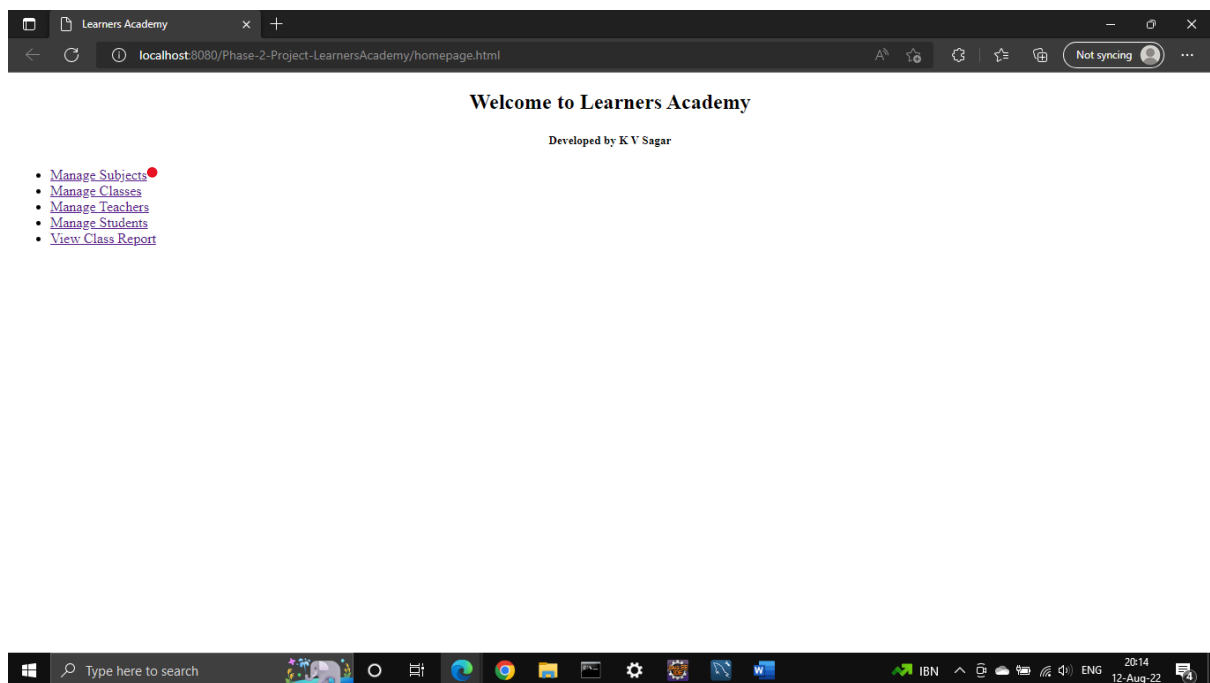 Learners Academy
localhost:8080/Phase-2-Project-LearnersAcademy/homepage.html
Not syncing
Welcome to Learners Academy
Developed by K V Sagar
Manage Subjects
Manage Classes
Manage Teachers
Manage Students
View Class Report
Type here to search
IBN
ENG
20:14
12-Aug-22
4